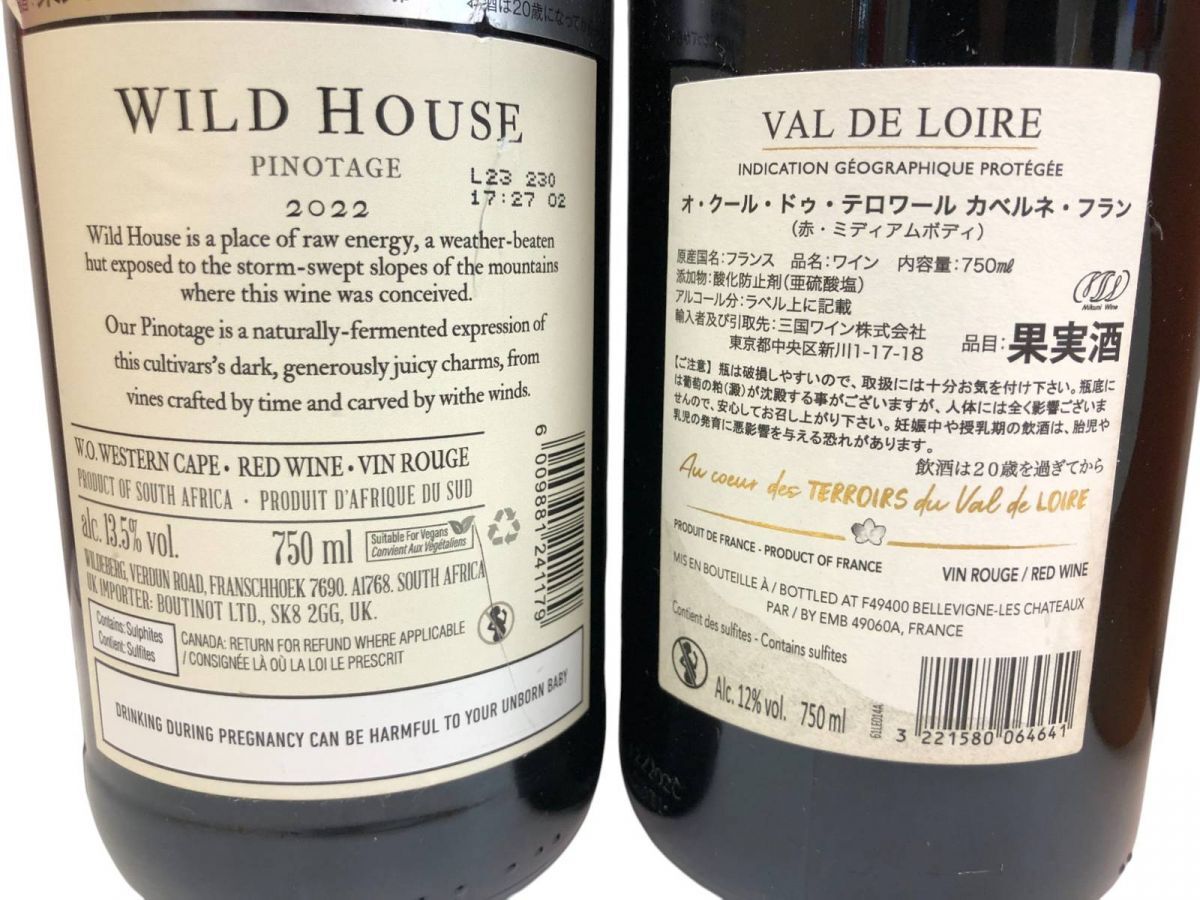 お酒は20歳になってから
WILD HOUSE
PINOTAGE
2022
L23 230
17:27 02
Wild House is a place of raw energy, a weather-beaten
hut exposed to the storm-swept slopes of the mountains
where this wine was conceived.
Our Pinotage is a naturally-fermented expression of
this cultivars's dark, generously juicy charms, from
vines crafted by time and carved by withe winds.
W.O. WESTERN CAPE • RED WINE • VIN ROUGE
PRODUCT OF SOUTH AFRICA · PRODUIT D'AFRIQUE DU SUD
alc. 13.5% vol.
750 ml
Suitable For Vegans
Convient Aux Végétaliens
WILDEBERG, VERDUN ROAD, FRANSCHHOEK 7690. A1768. SOUTH AFRICA
UK IMPORTER: BOUTINOT LTD., SK8 2GG, UK.
Contains: Sulphites
Contient: Sulfites
CANADA: RETURN FOR REFUND WHERE APPLICABLE
/ CONSIGNÉE LÀ OÙ LA LOI LE PRESCRIT
6 009881 241179
DRINKING DURING PREGNANCY CAN BE HARMFUL TO YOUR UNBORN BABY
VAL DE LOIRE
INDICATION GÉOGRAPHIQUE PROTÉGÉE
オ・クール・ドゥ・テロワール カベルネ・フラン
(赤・ミディアムボディ)
原産国名:フランス 品名:ワイン 内容量:750㎖
添加物:酸化防止剤(亜硫酸塩)
アルコール分:ラベル上に記載
輸入者及び引取先:三国ワイン株式会社
東京都中央区新川1-17-18
Mikuni Wine
品目:果実酒
【ご注意】瓶は破損しやすいので、取扱には十分お気を付け下さい。瓶底に
は葡萄の粕(澱)が沈殿する事がございますが、人体には全く影響ございま
せんので、安心してお召し上がり下さい。妊娠中や授乳期の飲酒は、胎児や
乳児の発育に悪影響を与える恐れがあります。
飲酒は20歳を過ぎてから
Au coeur des TERROIRS du Val de LOIRE
PRODUIT DE FRANCE - PRODUCT OF FRANCE
VIN ROUGE / RED WINE
MIS EN BOUTEILLE À / BOTTLED AT F49400 BELLEVIGNE-LES CHATEAUX
PAR / BY EMB 49060A, FRANCE
Contient des sulfites - Contains sulfites
Alc. 12% vol. 750 ml
61LE014A
3 221580 064641